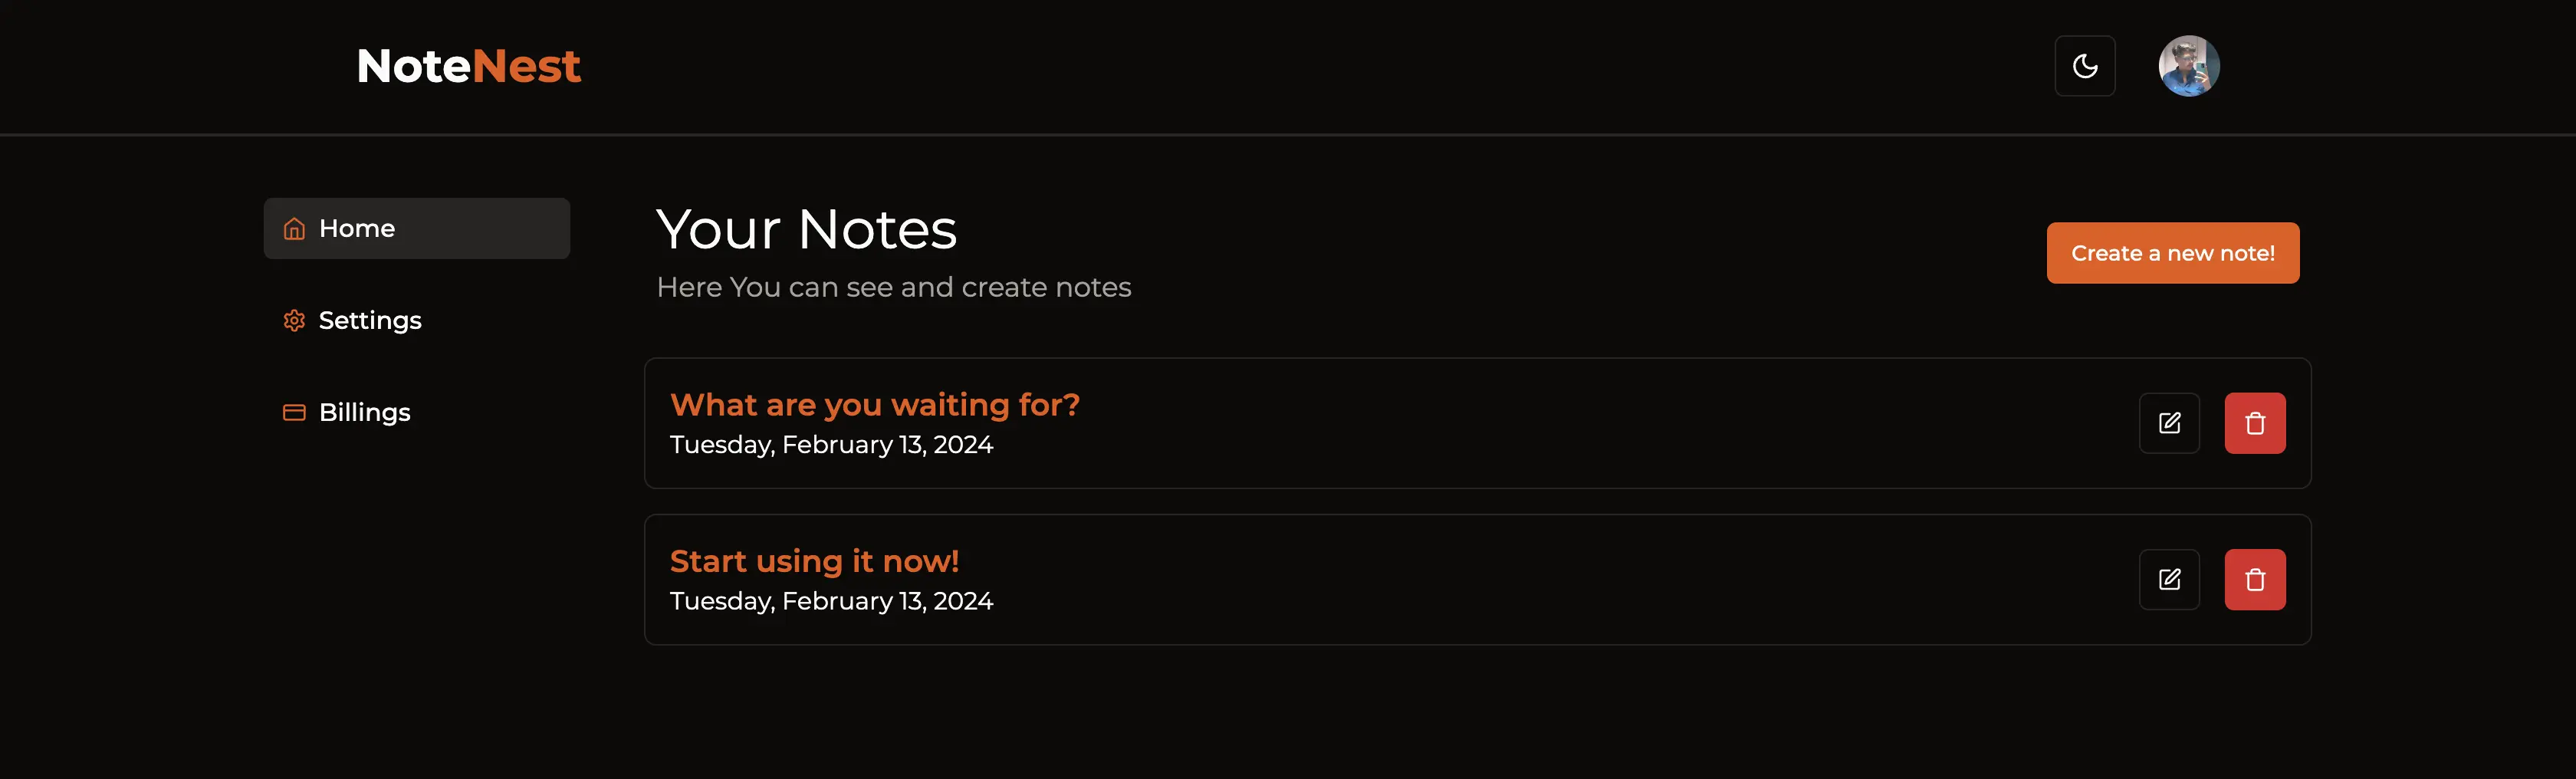 NoteNest
Home
Settings
Billings
Your Notes
Here You can see and create notes
Create a new note!
What are you waiting for?
Tuesday, February 13, 2024
Start using it now!
Tuesday, February 13, 2024